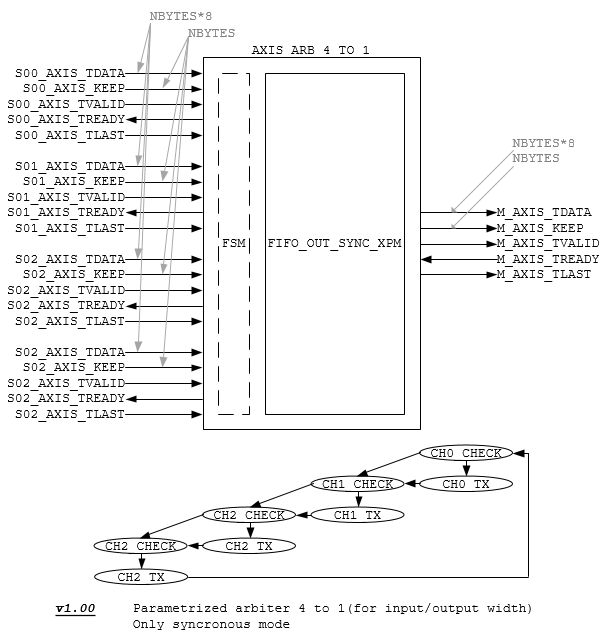 NBYTES*8
NBYTES
AXIS ARB 4 TO 1
S00_AXIS_TDATA
S00_AXIS_KEEP
S00_AXIS_TVALID
S00_AXIS_TREADY
S00_AXIS_TLAST
S01_AXIS_TDATA
S01_AXIS_KEEP
S01_AXIS_TVALID
S01_AXIS_TREADY
S01_AXIS_TLAST
S02_AXIS_TDATA
S02_AXIS_KEEP
S02_AXIS_TVALID
S02_AXIS_TREADY
S02_AXIS_TLAST
S02_AXIS_TDATA
S02_AXIS_KEEP
S02_AXIS_TVALID
S02_AXIS_TREADY
S02_AXIS_TLAST
FSM
FIFO_OUT_SYNC_XPM
NBYTES*8
NBYTES
M_AXIS_TDATA
M_AXIS_KEEP
M_AXIS_TVALID
M_AXIS_TREADY
M_AXIS_TLAST
CH0 CHECK
CH1 CHECK
CH0 TX
CH2 CHECK
CH1 TX
CH2 CHECK
CH2 TX
CH2 TX
v1.00 Parametrized arbiter 4 to 1(for input/output width)
Only syncronous mode